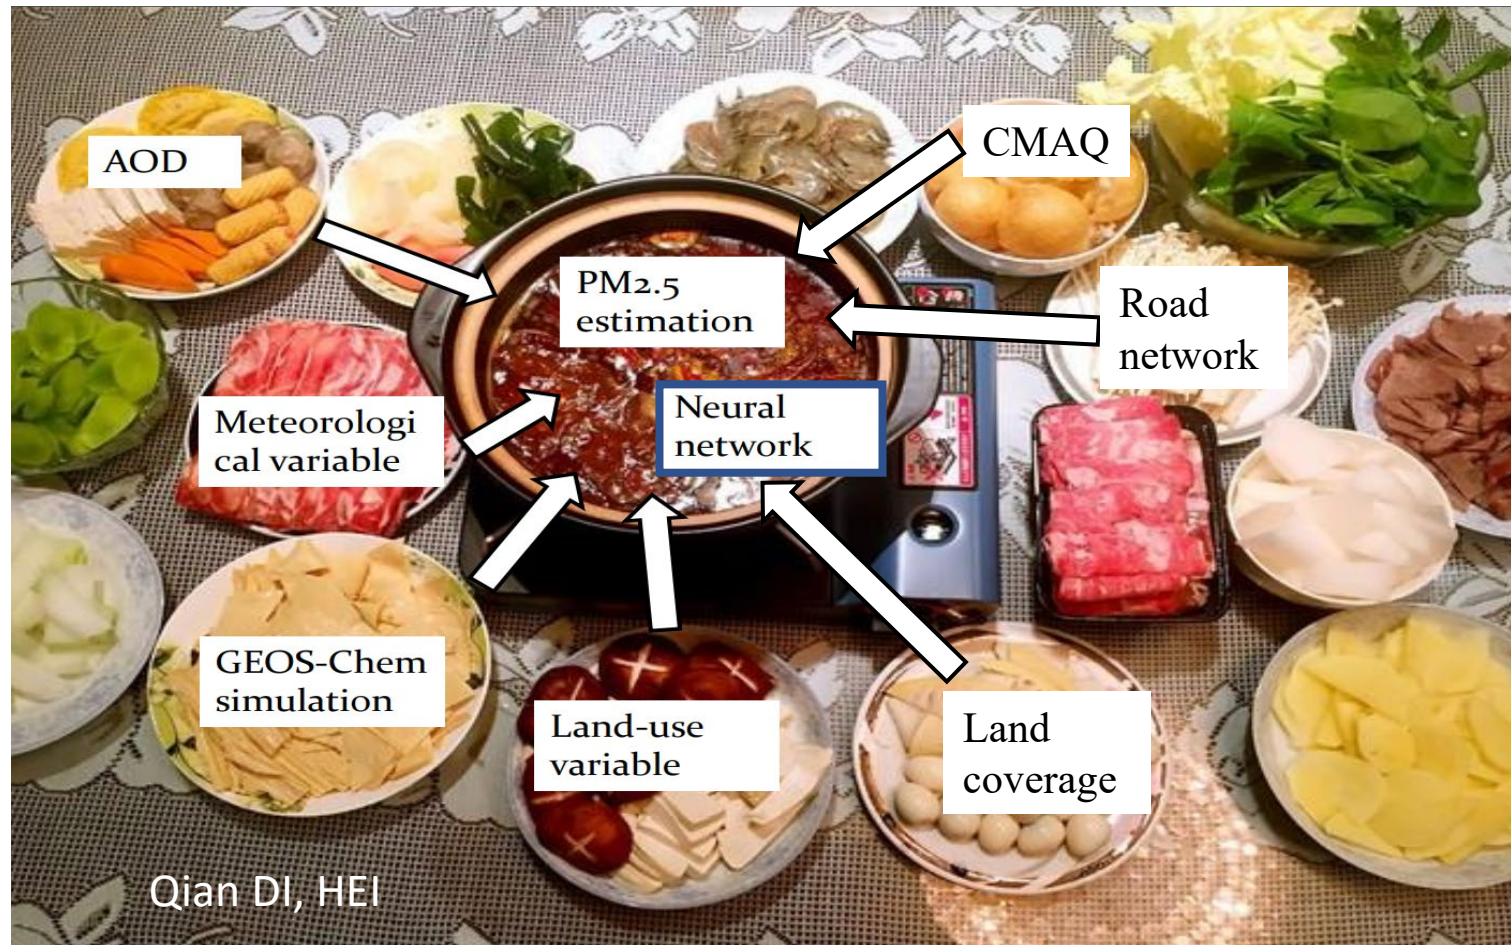 AOD
CMAQ
PM2.5
estimation
Road
network
Meteorologi
cal variable
Neural
network
GEOS-Chem
simulation
Land-use
variable
Land
coverage
Qian DI, HEI